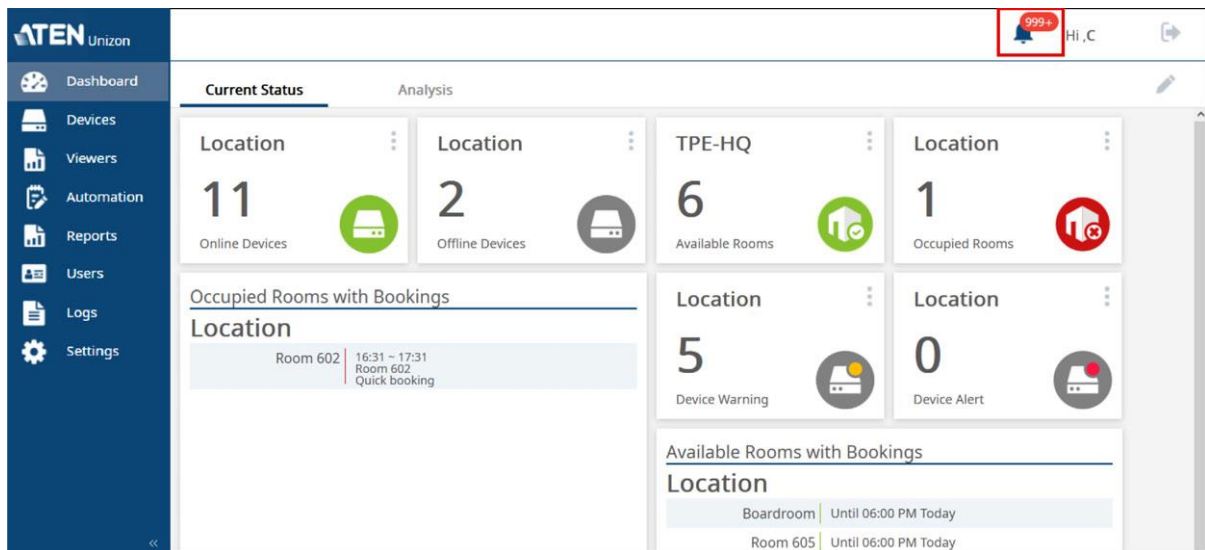 ATEN Unizon
999+
Hi ,C
Dashboard
Devices
Viewers
Automation
Reports
Users
Logs
Settings
«
Current Status
Analysis
Location
11
Online Devices
Location
2
Offline Devices
TPE-HQ
6
Available Rooms
Location
1
Occupied Rooms
Occupied Rooms with Bookings
Location
Room 602
16:31 ~ 17:31
Room 602
Quick booking
Location
5
Device Warning
Location
0
Device Alert
Available Rooms with Bookings
Location
Boardroom Until 06:00 PM Today
Room 605 Until 06:00 PM Today